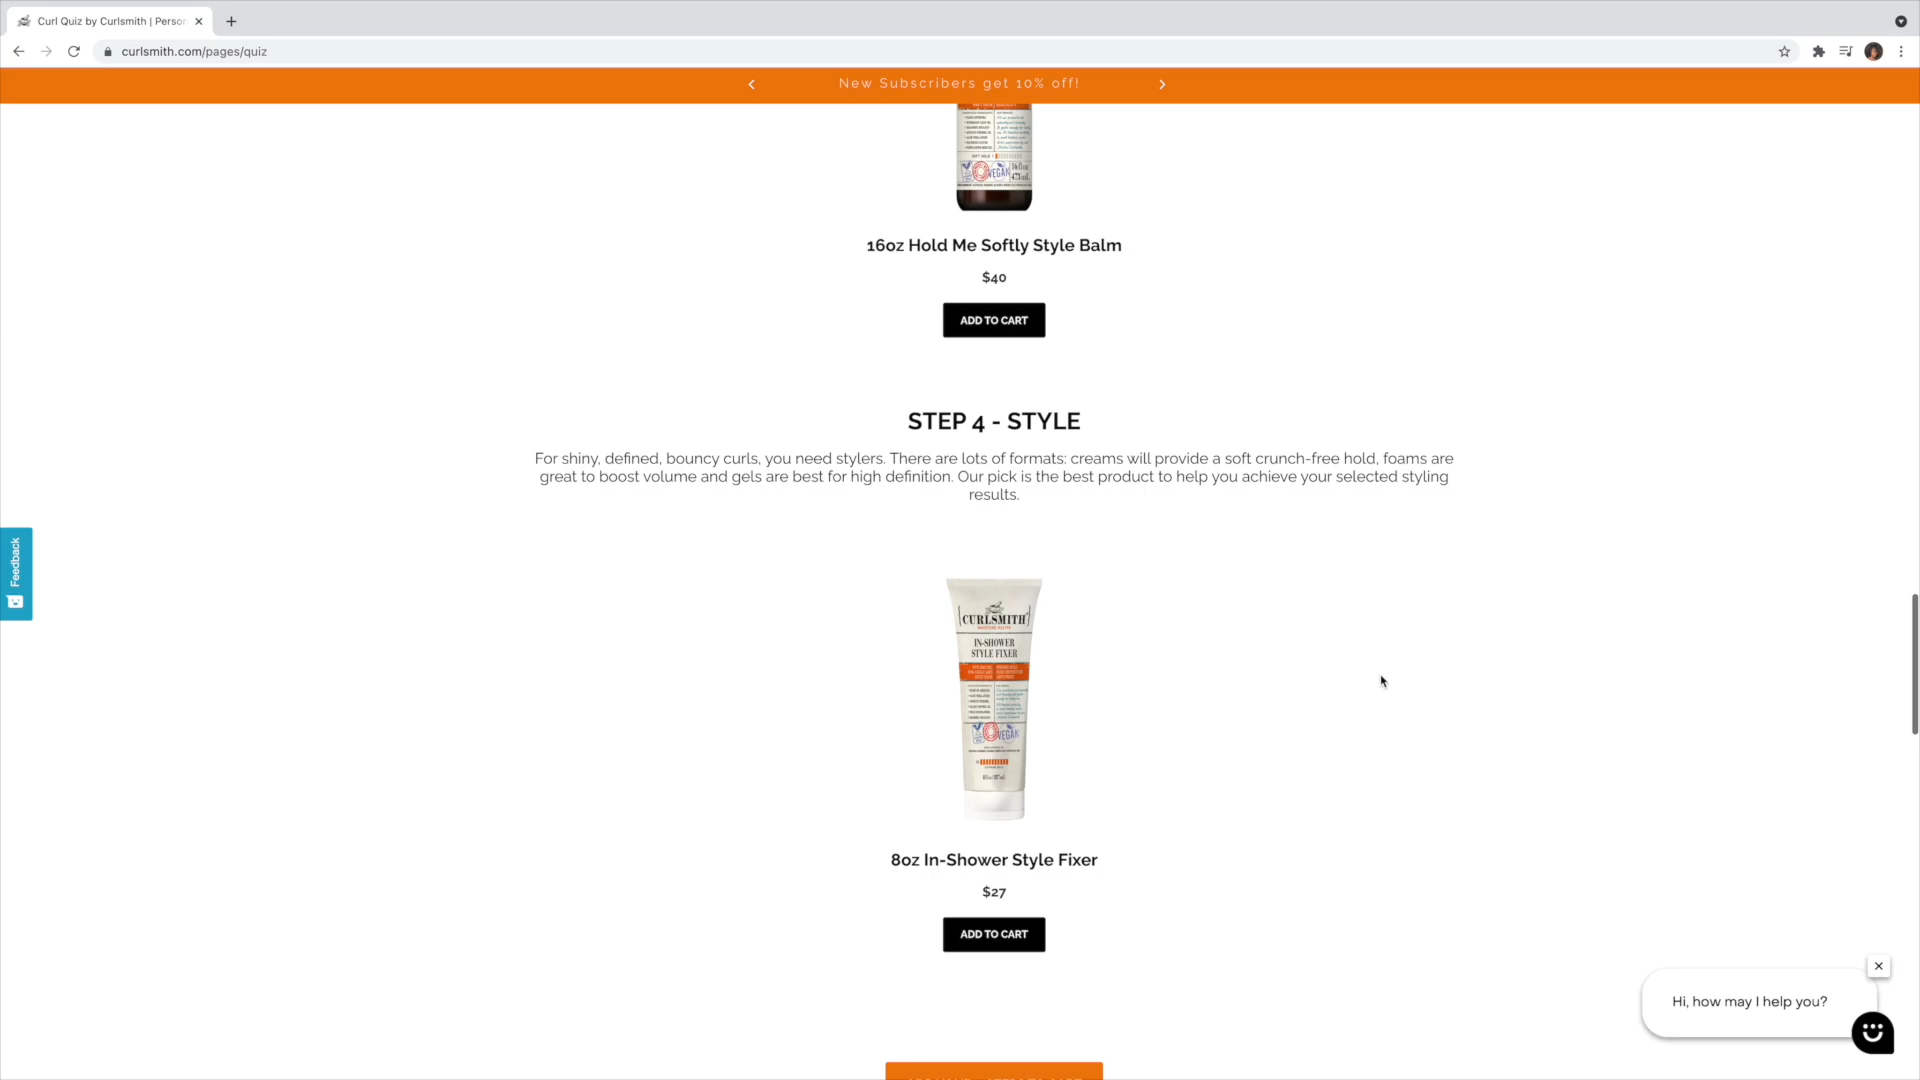 Curl Quiz by Curlsmith | Person
curlsmith.com/pages/quiz
New Subscribers get 10% off!
SOFT HOLD
VEGAN
16oz Hold Me Softly Style Balm
$40
ADD TO CART
STEP 4 - STYLE
For shiny, defined, bouncy curls, you need stylers. There are lots of formats: creams will provide a soft crunch-free hold, foams are
great to boost volume and gels are best for high definition. Our pick is the best product to help you achieve your selected styling
results.
Feedback
CURLSMITH
IN-SHOWER
STYLE FIXER
VEGAN
8oz In-Shower Style Fixer
$27
ADD TO CART
Hi, how may I help you?